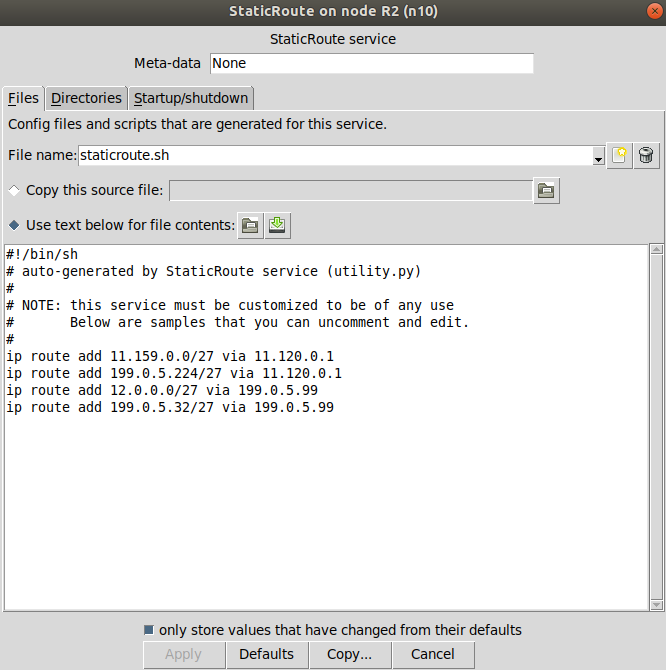 StaticRoute on node R2 (n10)
StaticRoute service
Meta-data None
Files Directories Startup/shutdown
Config files and scripts that are generated for this service.
File name: staticroute.sh
Copy this source file:
Use text below for file contents:
#!/bin/sh
# auto-generated by StaticRoute service (utility.py)
#
# NOTE: this service must be customized to be of any use
#       Below are samples that you can uncomment and edit.
#
ip route add 11.159.0.0/27 via 11.120.0.1
ip route add 199.0.5.224/27 via 11.120.0.1
ip route add 12.0.0.0/27 via 199.0.5.99
ip route add 199.0.5.32/27 via 199.0.5.99
only store values that have changed from their defaults
Apply Defaults Copy... Cancel